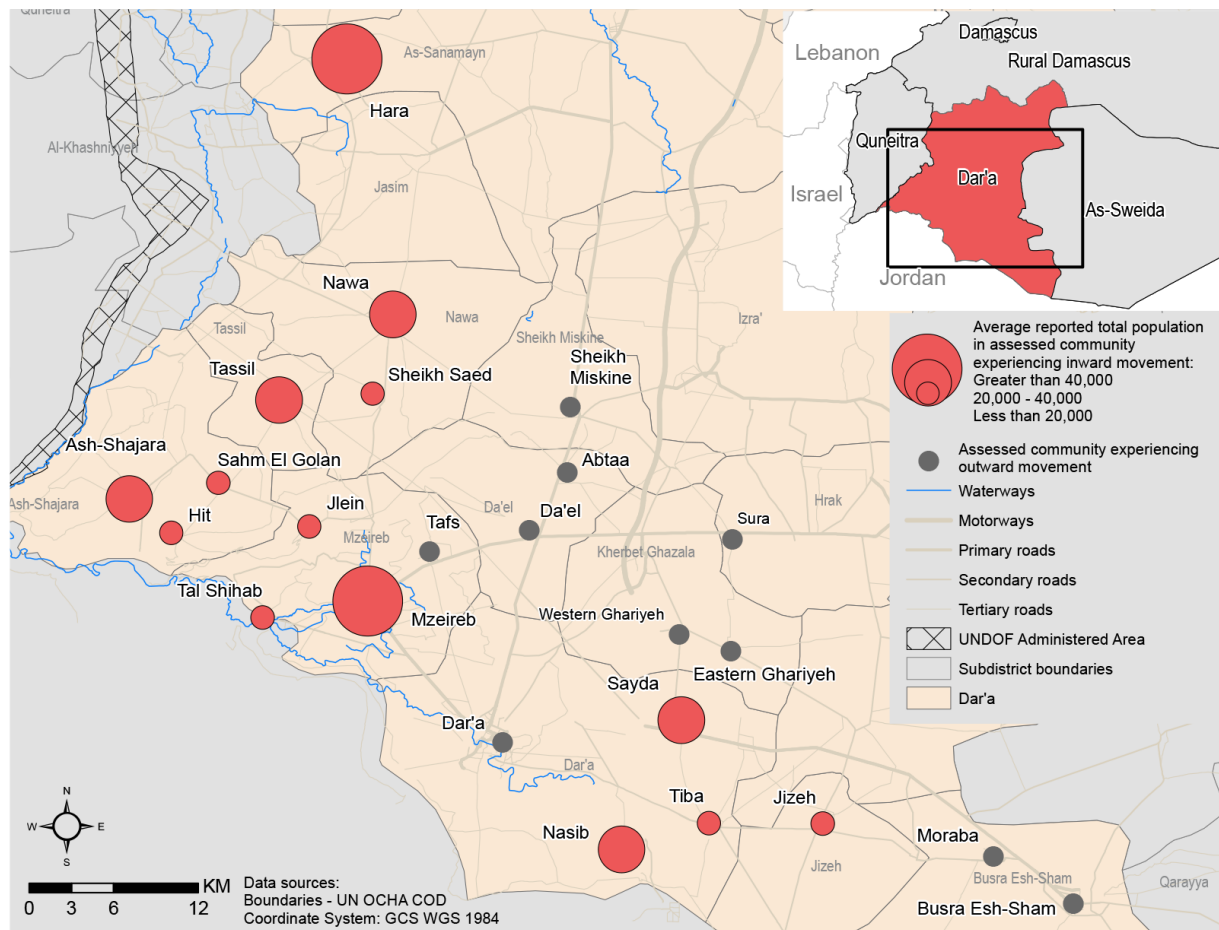 Quneitra
As-Sanamayn
Hara
Al-Khashniyyeh
Jasim
Nawa
Nawa
Tassil
Sheikh Miskine
Izra'
Tassil
Sheikh Saed
Sheikh
Miskine
Ash-Shajara
Sahm El Golan
Abtaa
Ash-Shajara
Hit
Jlein
Mzeireb
Tafs
Da'el
Da'el
Hrak
Sura
Kherbet Ghazala
Tal Shihab
Mzeireb
Western Ghariyeh
Eastern Ghariyeh
Sayda
Dar'a
Dar'a
Tiba
Jizeh
Nasib
Moraba
Jizeh
Busra Esh-Sham
Qarayya
Busra Esh-Sham
Lebanon
Damascus
Rural Damascus
Quneitra
Israel
Dar'a
As-Sweida
Jordan
Average reported total population
in assessed community
experiencing inward movement:
Greater than 40,000
20,000 - 40,000
Less than 20,000
Assessed community experiencing
outward movement
Waterways
Motorways
Primary roads
Secondary roads
Tertiary roads
UNDOF Administered Area
Subdistrict boundaries
Dar'a
N
W E
S
KM
0 3 6 12
Data sources:
Boundaries - UN OCHA COD
Coordinate System: GCS WGS 1984